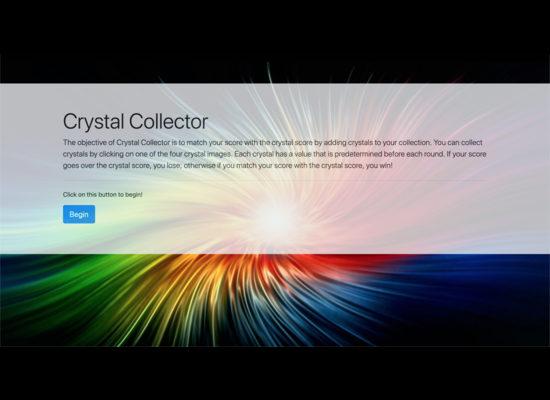 Crystal Collector
The objective of Crystal Collector is to match your score with the crystal score by adding crystals to your collection. You can collect
crystals by clicking on one of the four crystal images. Each crystal has a value that is predetermined before each round. If your score
goes over the crystal score, you lose, otherwise if you match your score with the crystal score, you win!
Click on this button to begin!
Begin